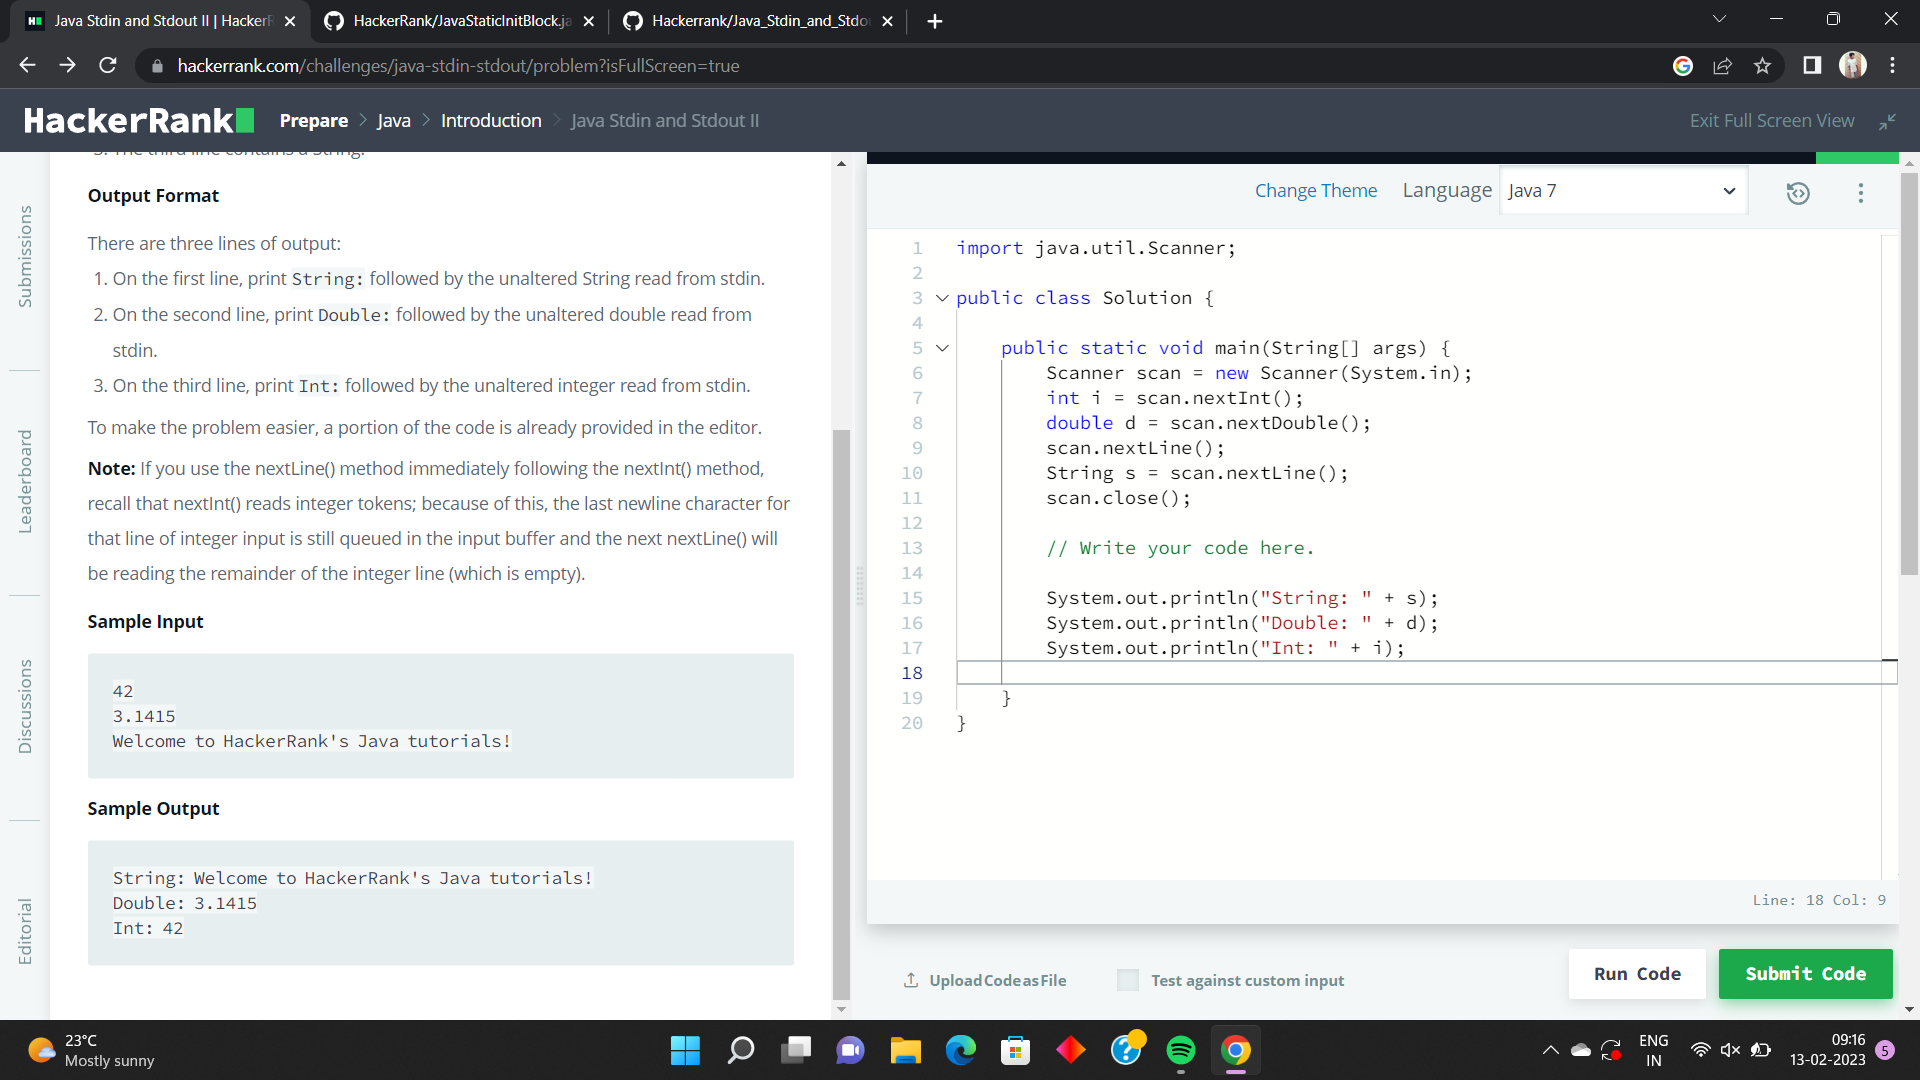 Java Stdin and Stdout II | HackerR
HackerRank/JavaStaticInitBlock.ja
Hackerrank/Java_Stdin_and_Stdo
hackerrank.com/challenges/java-stdin-stdout/problem?isFullScreen=true
HackerRank
Prepare > Java > Introduction > Java Stdin and Stdout II
Exit Full Screen View
Submissions
Leaderboard
Discussions
Editorial
3. The third line contains a String.
Output Format
There are three lines of output:
1. On the first line, print String: followed by the unaltered String read from stdin.
2. On the second line, print Double: followed by the unaltered double read from
stdin.
3. On the third line, print Int: followed by the unaltered integer read from stdin.
To make the problem easier, a portion of the code is already provided in the editor.
Note: If you use the nextLine() method immediately following the nextInt() method,
recall that nextInt() reads integer tokens; because of this, the last newline character for
that line of integer input is still queued in the input buffer and the next nextLine() will
be reading the remainder of the integer line (which is empty).
Sample Input
42
3.1415
Welcome to HackerRank's Java tutorials!
Sample Output
String: Welcome to HackerRank's Java tutorials!
Double: 3.1415
Int: 42
Change Theme Language Java 7
1 import java.util.Scanner;
2
3 public class Solution {
4
5 public static void main(String[] args) {
6 Scanner scan = new Scanner(System.in);
7 int i = scan.nextInt();
8 double d = scan.nextDouble();
9 scan.nextLine();
10 String s = scan.nextLine();
11 scan.close();
12
13 // Write your code here.
14
15 System.out.println("String: " + s);
16 System.out.println("Double: " + d);
17 System.out.println("Int: " + i);
18
19 }
20 }
Line: 18 Col: 9
Upload Code as File
Test against custom input
Run Code
Submit Code
23°C
Mostly sunny
ENG
IN
09:16
13-02-2023
5